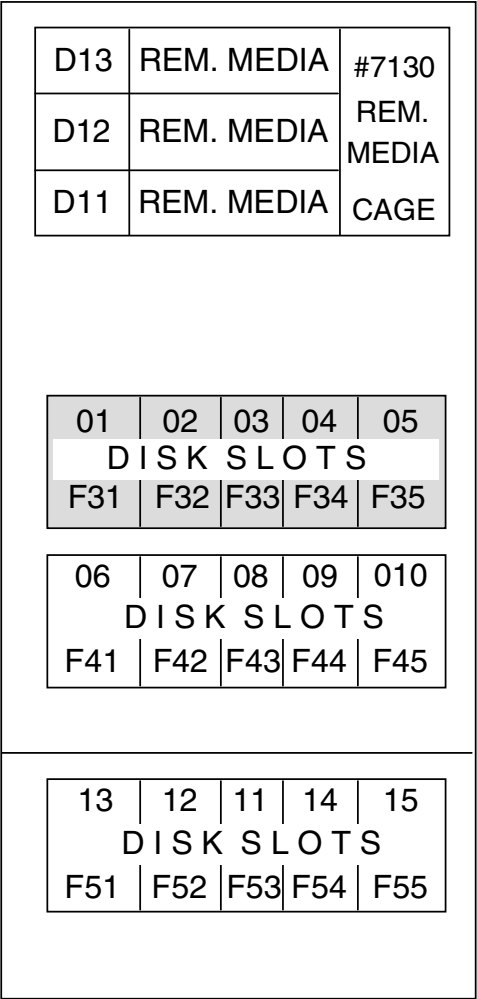 D13 REM. MEDIA #7130
REM.
D12 REM. MEDIA MEDIA
D11 REM. MEDIA CAGE
01 02 03 04 05
DISK SLOTS
F31 F32 F33 F34 F35
06 07 08 09 010
DISK SLOTS
F41 F42 F43 F44 F45
13 12 11 14 15
DISK SLOTS
F51 F52 F53 F54 F55